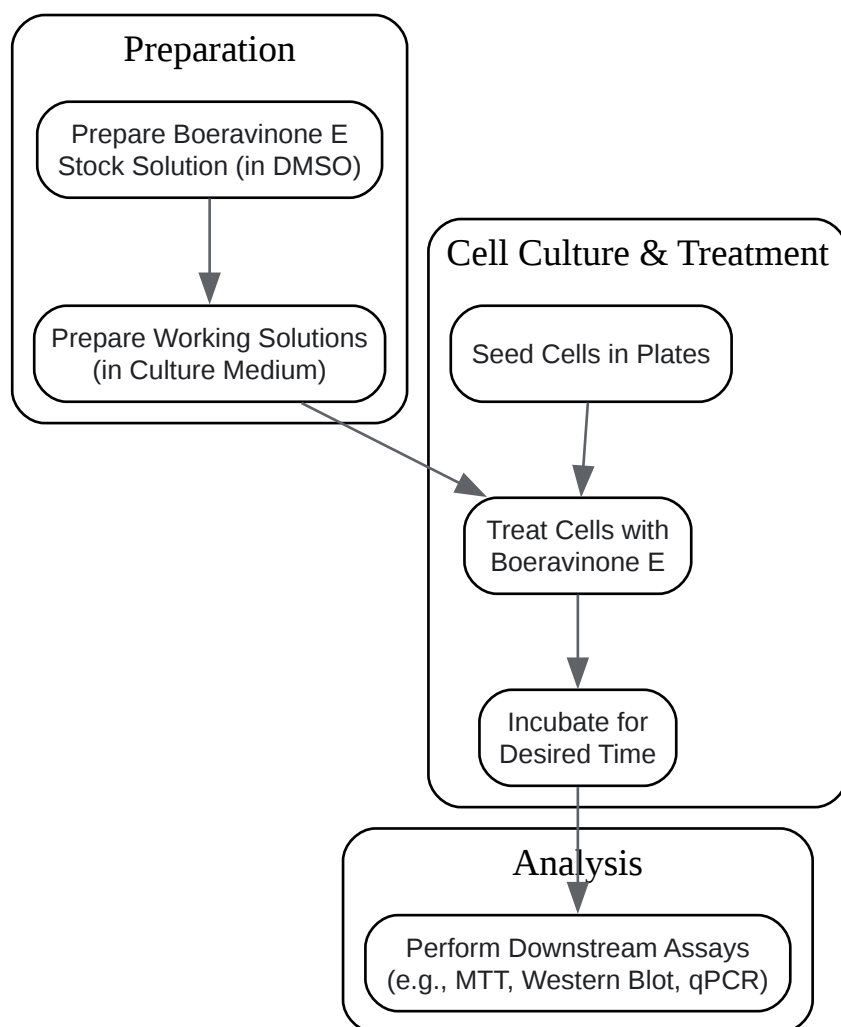 Preparation
Prepare Boeravinone E
Stock Solution (in DMSO)
Prepare Working Solutions
(in Culture Medium)
Cell Culture & Treatment
Seed Cells in Plates
Treat Cells with
Boeravinone E
Incubate for
Desired Time
Analysis
Perform Downstream Assays
(e.g., MTT, Western Blot, qPCR)